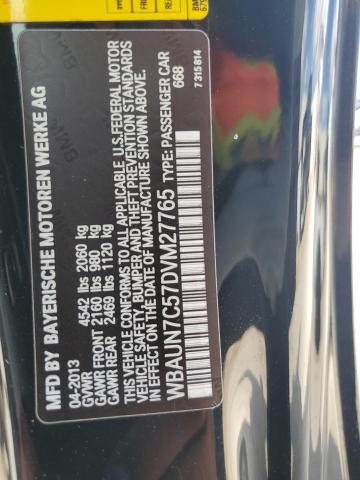 MFD BY BAYERISCHE MOTOREN WERKE AG
04-2013
GVWR 4542 lbs 2060 kg
GAWR FRONT 2160 lbs 980 kg
GAWR REAR 2469 lbs 1120 kg
THIS VEHICLE CONFORMS TO ALL APPLICABLE U.S.FEDERAL MOTOR
VEHICLE SAFETY, BUMPER AND THEFT PREVENTION STANDARDS
IN EFFECT ON THE DATE OF MANUFACTURE SHOWN ABOVE.
WBAUN7C57DVM27765 TYPE: PASSENGER CAR
668
7 315 814